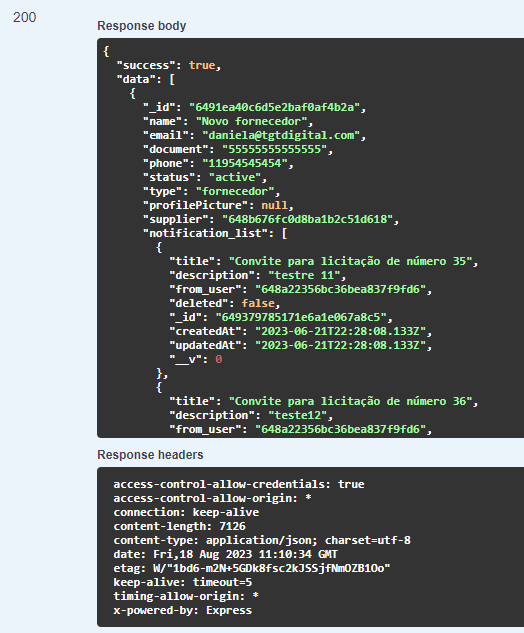 200
Response body
{
"success": true,
"data": [
{
"_id": "6491ea40c6d5e2baf0af4b2a",
"name": "Novo fornecedor",
"email": "daniela@tgtdigital.com",
"document": "55555555555555",
"phone": "11954545454",
"status": "active",
"type": "fornecedor",
"profilePicture": null,
"supplier": "648b676fc0d8ba1b2c51d618",
"notification_list": [
{
"title": "Convite para licitação de número 35",
"description": "testre 11",
"from_user": "648a22356bc36bea837f9fd6",
"deleted": false,
"_id": "649379785171e6a1e067a8c5",
"createdAt": "2023-06-21T22:28:08.133Z",
"updatedAt": "2023-06-21T22:28:08.133Z",
"__v": 0
},
{
"title": "Convite para licitação de número 36",
"description": "teste12",
"from_user": "648a22356bc36bea837f9fd6",
Response headers
access-control-allow-credentials: true
access-control-allow-origin: *
connection: keep-alive
content-length: 7126
content-type: application/json; charset=utf-8
date: Fri,18 Aug 2023 11:10:34 GMT
etag: W/"1bd6-m2N+5GDk8fsc2kJSSjfNmOZB1Oo"
keep-alive: timeout=5
timing-allow-origin: *
x-powered-by: Express